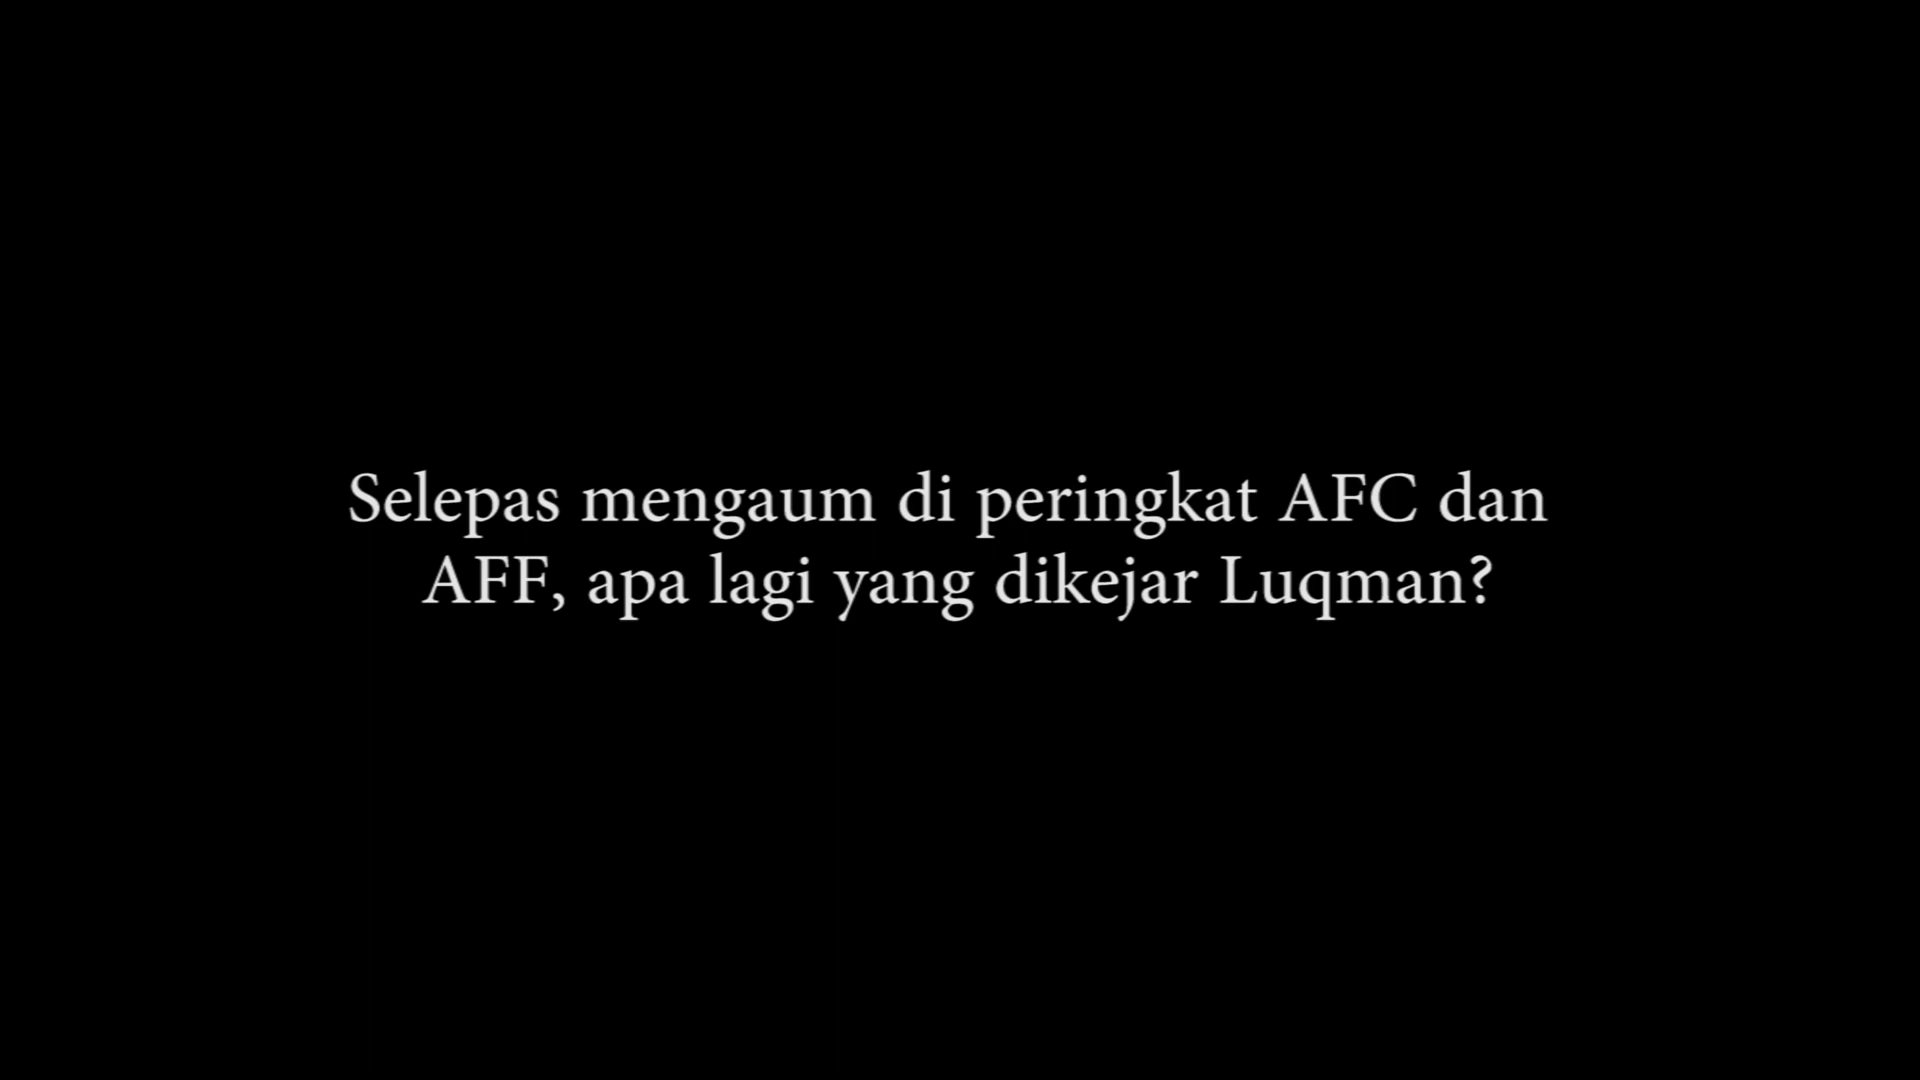 Selepas mengaum di peringkat AFC dan
AFF, apa lagi yang dikejar Luqman?